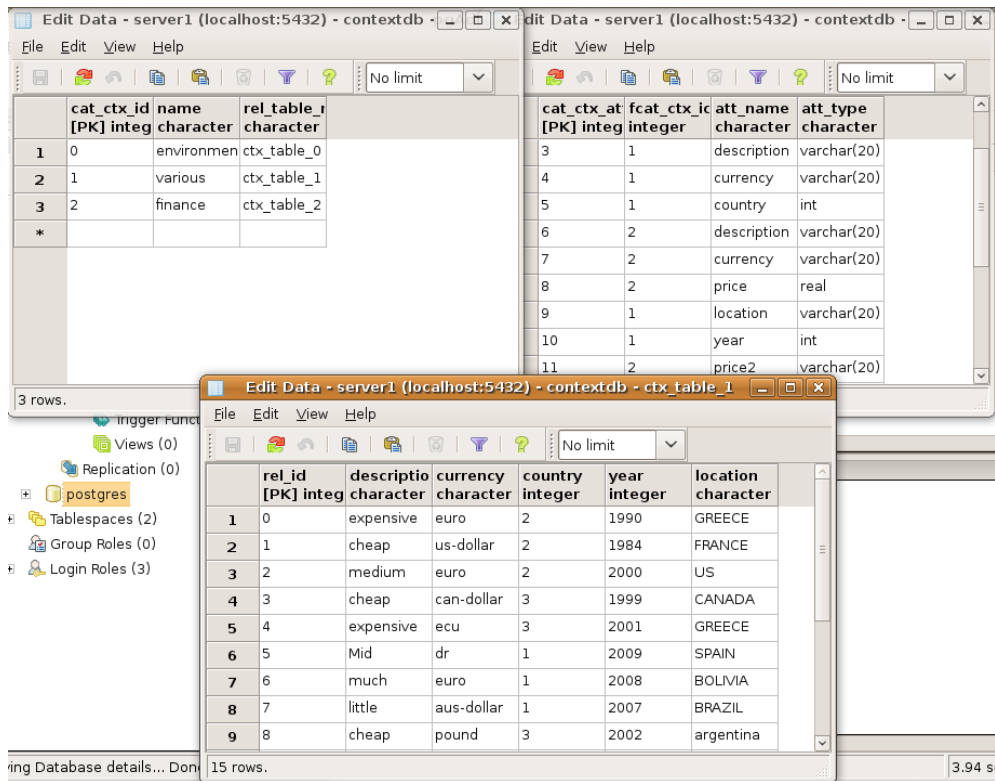 Edit Data - server1 (localhost:5432) - contextdb -
File Edit View Help
No limit
cat_ctx_id name rel_table_
[PK] integ character character
1 0 environmen ctx_table_0
2 1 various ctx_table_1
3 2 finance ctx_table_2
*
3 rows.
dit Data - server1 (localhost:5432) - contextdb -
Edit View Help
No limit
cat_ctx_at fcat_ctx_ic att_name att_type
[PK] integ integer character character
3 1 description varchar(20)
4 1 currency varchar(20)
5 1 country int
6 2 description varchar(20)
7 2 currency varchar(20)
8 2 price real
9 1 location varchar(20)
10 1 year int
11 2 price2 varchar(20)
Trigger Funct
Views (0)
Replication (0)
postgres
Tablespaces (2)
Group Roles (0)
Login Roles (3)
Edit Data - server1 (localhost:5432) - contextdb - ctx_table_1
File Edit View Help
No limit
rel_id descriptio currency country year location
[PK] integ character character integer integer character
1 0 expensive euro 2 1990 GREECE
2 1 cheap us-dollar 2 1984 FRANCE
3 2 medium euro 2 2000 US
4 3 cheap can-dollar 3 1999 CANADA
5 4 expensive ecu 3 2001 GREECE
6 5 Mid dr 1 2009 SPAIN
7 6 much euro 1 2008 BOLIVIA
8 7 little aus-dollar 1 2007 BRAZIL
9 8 cheap pound 3 2002 argentina
15 rows.
ving Database details... Don
3.94 s